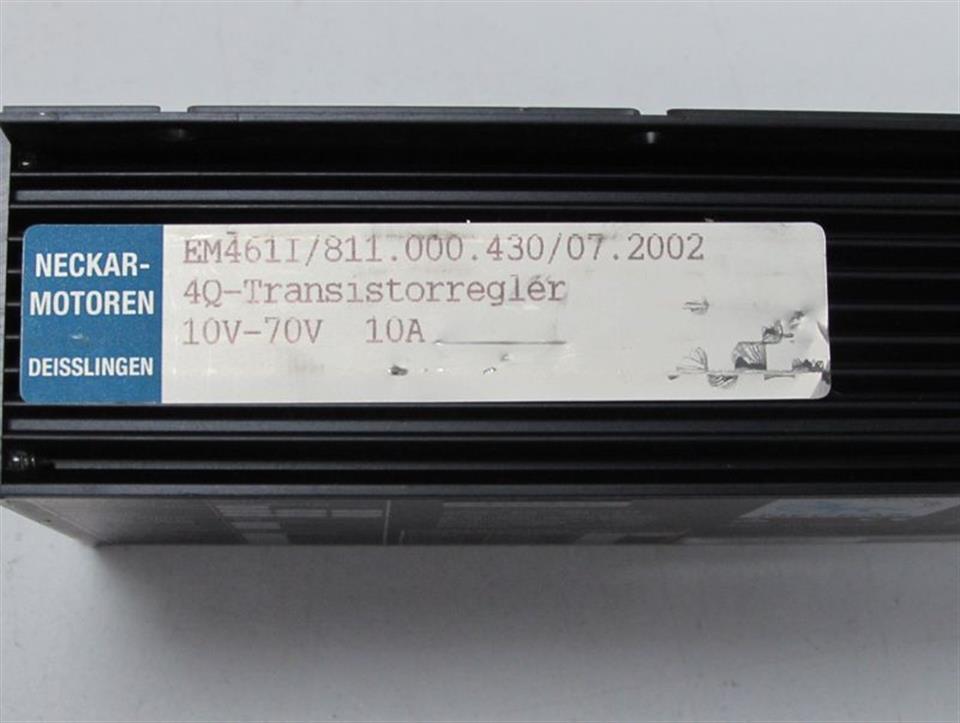 NECKAR-
MOTOREN
DEISSLINGEN
EM461I/811.000.430/07.2002
4Q-Transistorregler
10V-70V 10A